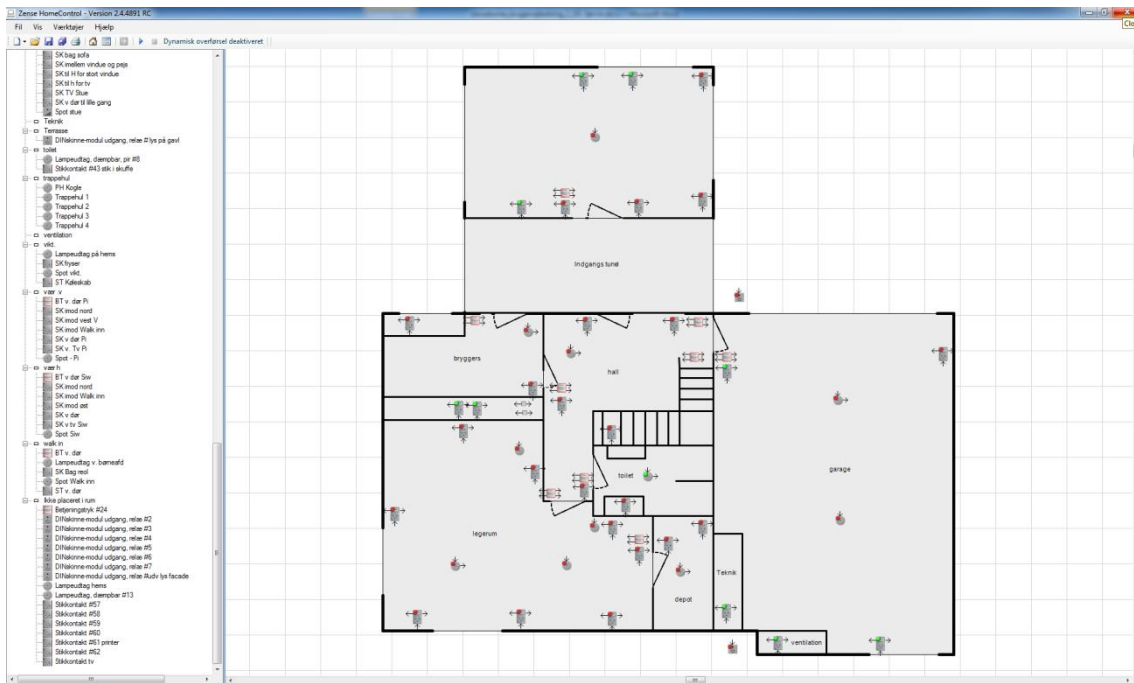 Zense HomeControl - Version 2.4.4891 RC
Clo
Fil Vis Værktøjer Hjælp
Dynamisk overførsel deaktiveret
SK bag sofa
SK imellem vindue og pejs
SK til H for stort vindue
SK til h for tv
SK TV Stue
SK v dør til lille gang
Spot stue
Teknik
Terrasse
DINskinne-modul udgang, relæ #lys på gavl
toilet
Lampeudtag, dæmpbar, pir #8
Stikkontakt #43 stik i skuffe
trappehul
PH Kogle
Trappehul 1
Trappehul 2
Trappehul 3
Trappehul 4
ventilation
vikt.
Lampeudtag på hems
SK fryser
Spot vikt.
ST Køleskab
vær .v
BT v. dør Pi
SK imod nord
SK imod vest V
SK imod Walk inn
SK v dør Pi
SK v. Tv Pi
Spot - Pi
vær h
BT v dør Siw
SK imod nord
SK imod Walk inn
SK imod øst
SK v dør
SK v tv Siw
Spot Siw
walk in
BT v. dør
Lampeudtag v. børneafd
SK Bag reol
Spot Walk inn
ST v. dør
Ikke placeret i rum
Betjeningstryk #24
DINskinne-modul udgang, relæ #2
DINskinne-modul udgang, relæ #3
DINskinne-modul udgang, relæ #4
DINskinne-modul udgang, relæ #5
DINskinne-modul udgang, relæ #6
DINskinne-modul udgang, relæ #7
DINskinne-modul udgang, relæ #udv lys facade
Lampeudtag hems
Lampeudtag, dæmpbar #13
Stikkontakt #57
Stikkontakt #58
Stikkontakt #59
Stikkontakt #60
Stikkontakt #61 printer
Stikkontakt #62
Stikkontakt tv
Indgangs tunø
bryggers
hall
toilet
garage
legerum
Teknik
depot
ventilation